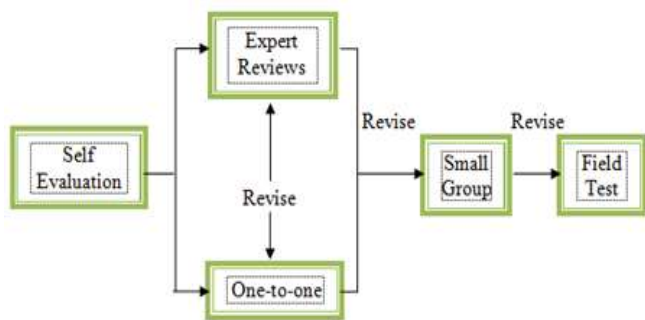 Expert
Reviews
Revise
Revise
Self
Evaluation
Small
Group
Field
Test
Revise
One-to-one